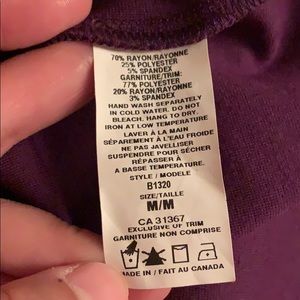 70% RAYON/RAYONNE
25% POLYESTER
5% SPANDEX
GARNITURE/TRIM:
77% POLYESTER
20% RAYON/RAYONNE
3% SPANDEX
HAND WASH SEPARATELY
IN COLD WATER. DO NOT
BLEACH, HANG TO DRY.
IRON AT LOW TEMPERATURE
LAVER À LA MAIN
SÉPAREMENT À L'EAU FROIDE
NE PAS JAVELLISER
SUSPENDRE POUR SÉCHER
RÉPASSER À
A BASSE TEMPERATURE.
STYLE / MODELE
B1320
SIZE/TAILLE
M/M
CA 31367
EXCLUSIVE OF TRIM
GARNITURE NON COMPRISE
MADE IN / FAIT AU CANADA